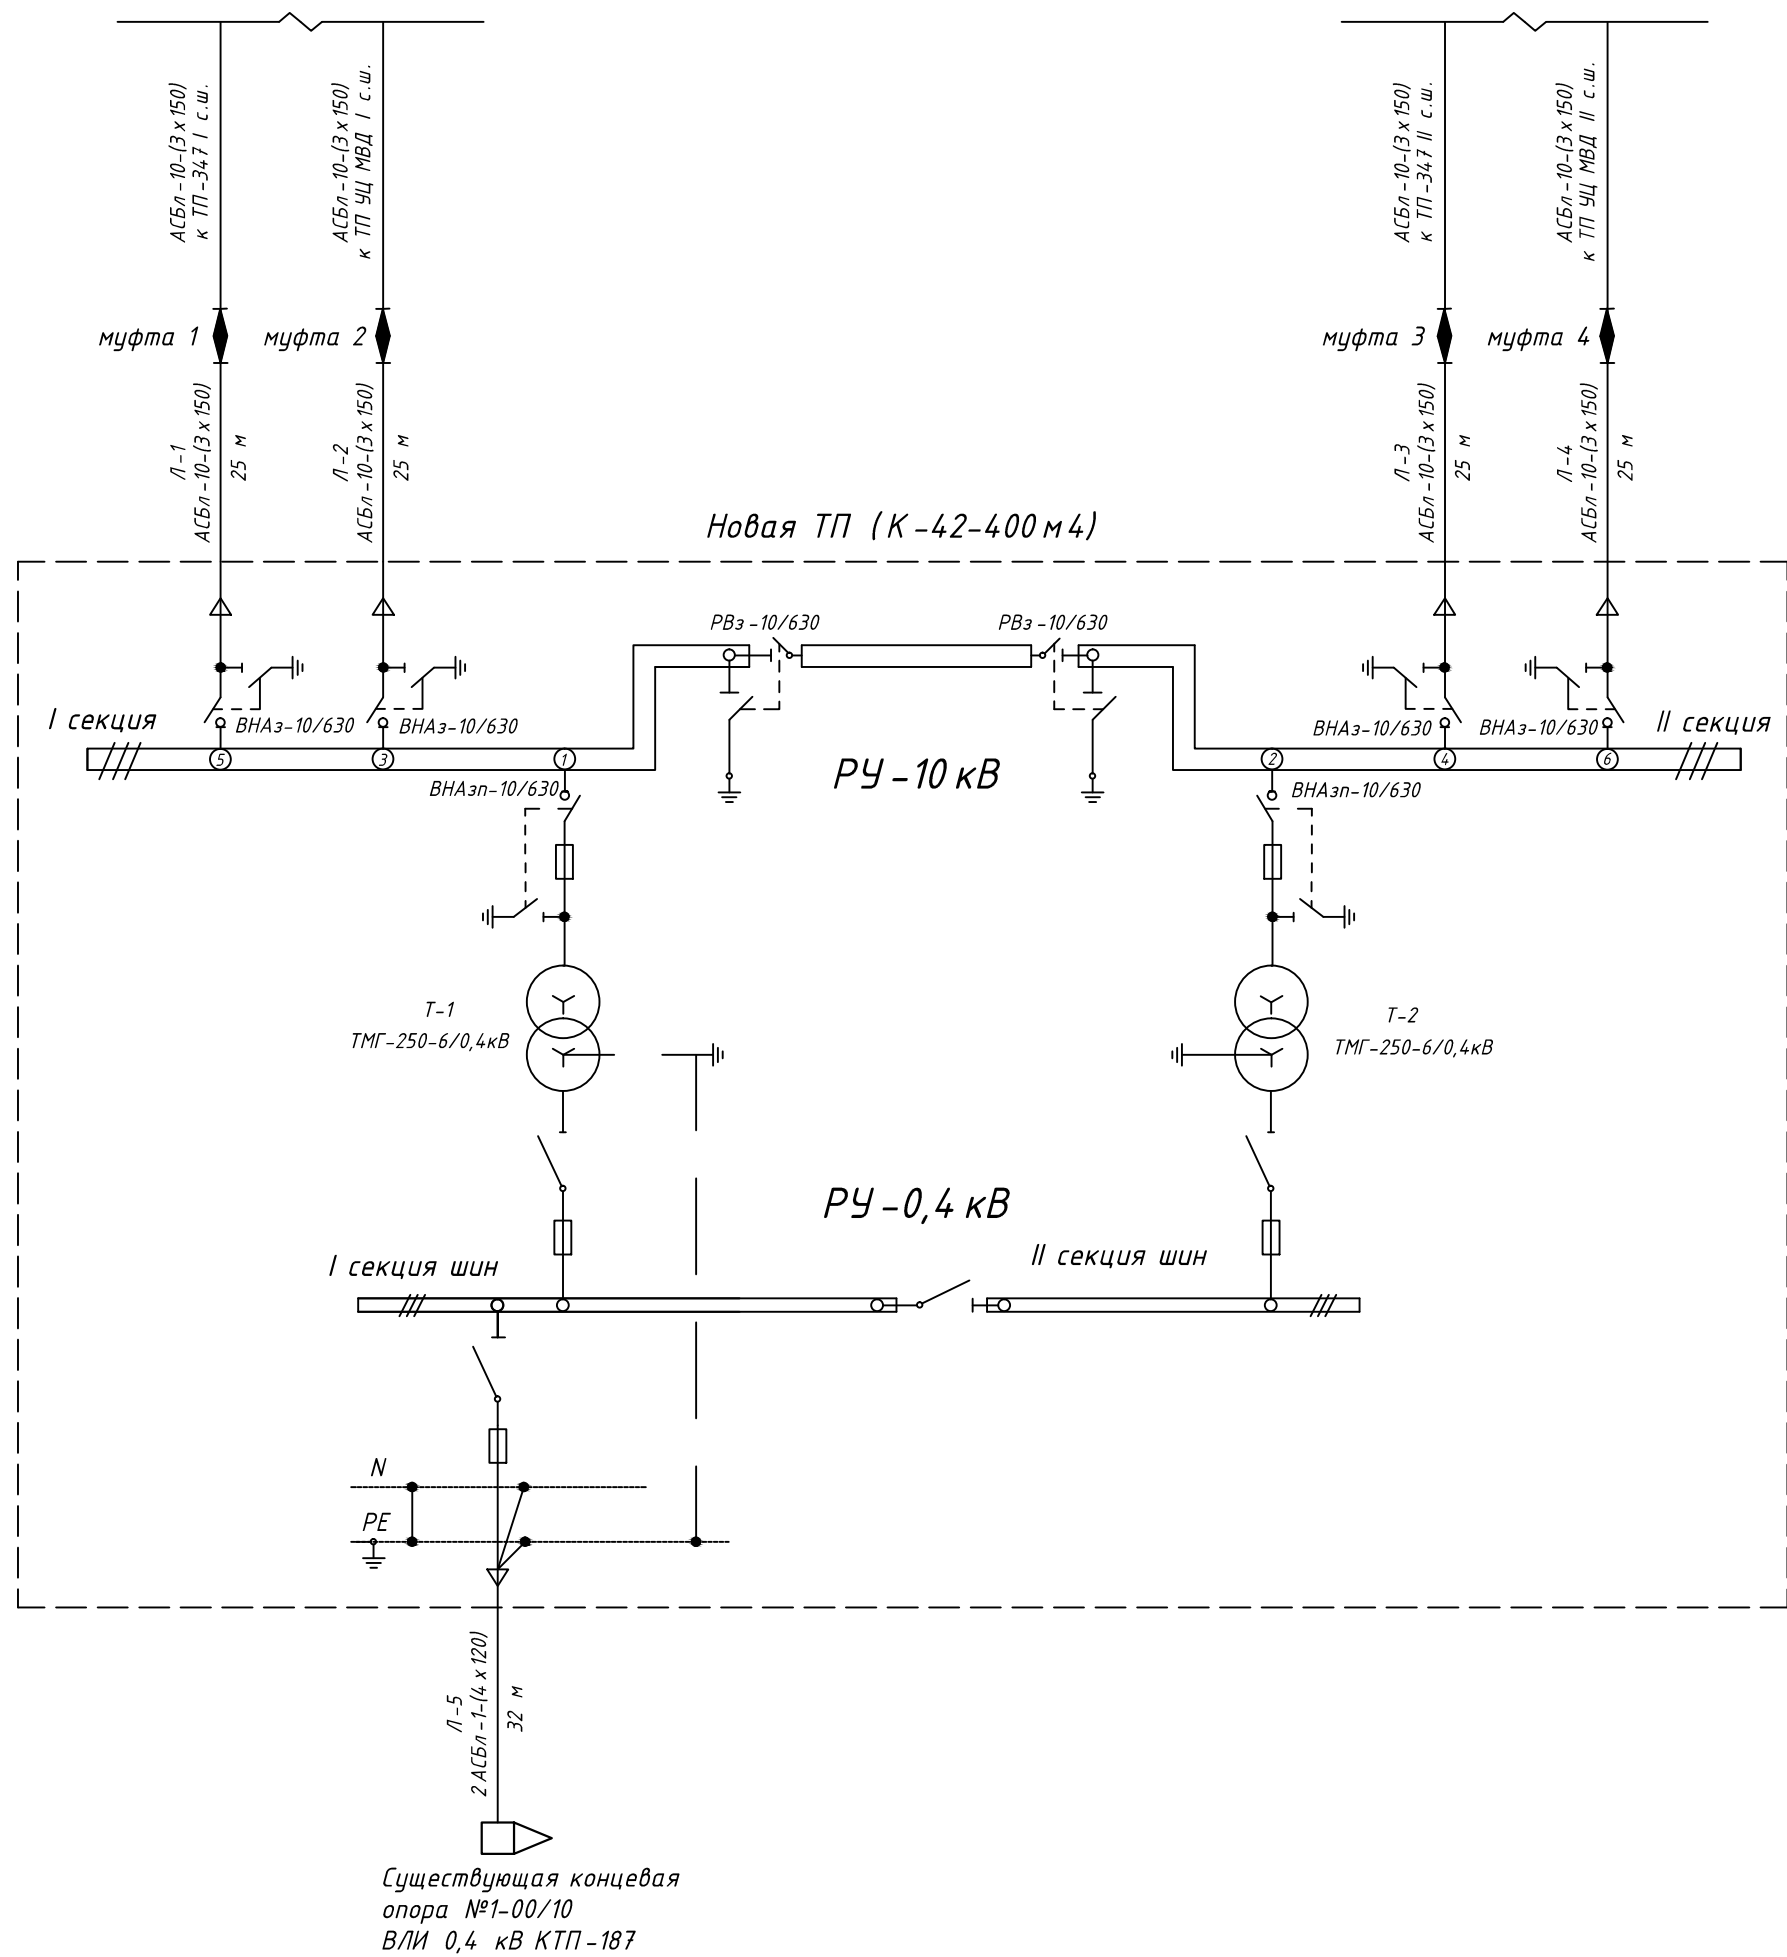 АСБл-10-(3х150)
к ТП-347 I с.ш.
АСБл-10-(3х150)
к ТП УЦ МВД I с.ш.
АСБл-10-(3х150)
к ТП-347 II с.ш.
АСБл-10-(3х150)
к ТП УЦ МВД II с.ш.
муфта 1
муфта 2
муфта 3
муфта 4
Л-1
АСБл-10-(3х150)
25 м
Л-2
АСБл-10-(3х150)
25 м
Л-3
АСБл-10-(3х150)
25 м
Л-4
АСБл-10-(3х150)
25 м
Новая ТП (К-42-400м4)
РВз-10/630
РВз-10/630
I секция
ВНАз-10/630
ВНАз-10/630
ВНАз-10/630
ВНАз-10/630
II секция
5
3
1
2
4
6
РУ-10 кВ
ВНАзп-10/630
ВНАзп-10/630
Т-1
ТМГ-250-6/0,4кВ
Т-2
ТМГ-250-6/0,4кВ
РУ-0,4 кВ
I секция шин
II секция шин
N
PE
Л-5
2 АСБл-1-(4х120)
32 м
Существующая концевая
опора №1-00/10
ВЛИ 0,4 кВ КТП-187